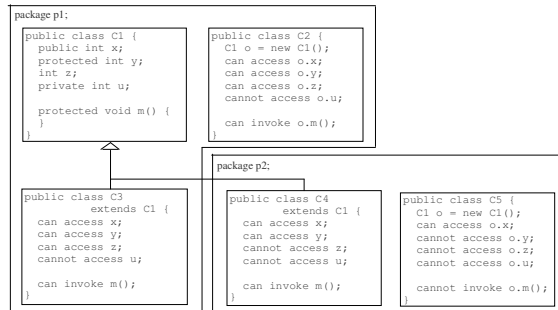 package p1;
public class C1 {
public int x;
protected int y;
int z;
private int u;
protected void m() {
}
}
public class C2 {
C1 o = new C1();
can access o.x;
can access o.y;
can access o.z;
cannot access o.u;
can invoke o.m();
}
package p2;
public class C3
extends C1 {
can access x;
can access y;
can access z;
cannot access u;
can invoke m();
}
public class C4
extends C1 {
can access x;
can access y;
cannot access z;
cannot access u;
can invoke m();
}
public class C5 {
C1 o = new C1();
can access o.x;
cannot access o.y;
cannot access o.z;
cannot access o.u;
cannot invoke o.m();
}